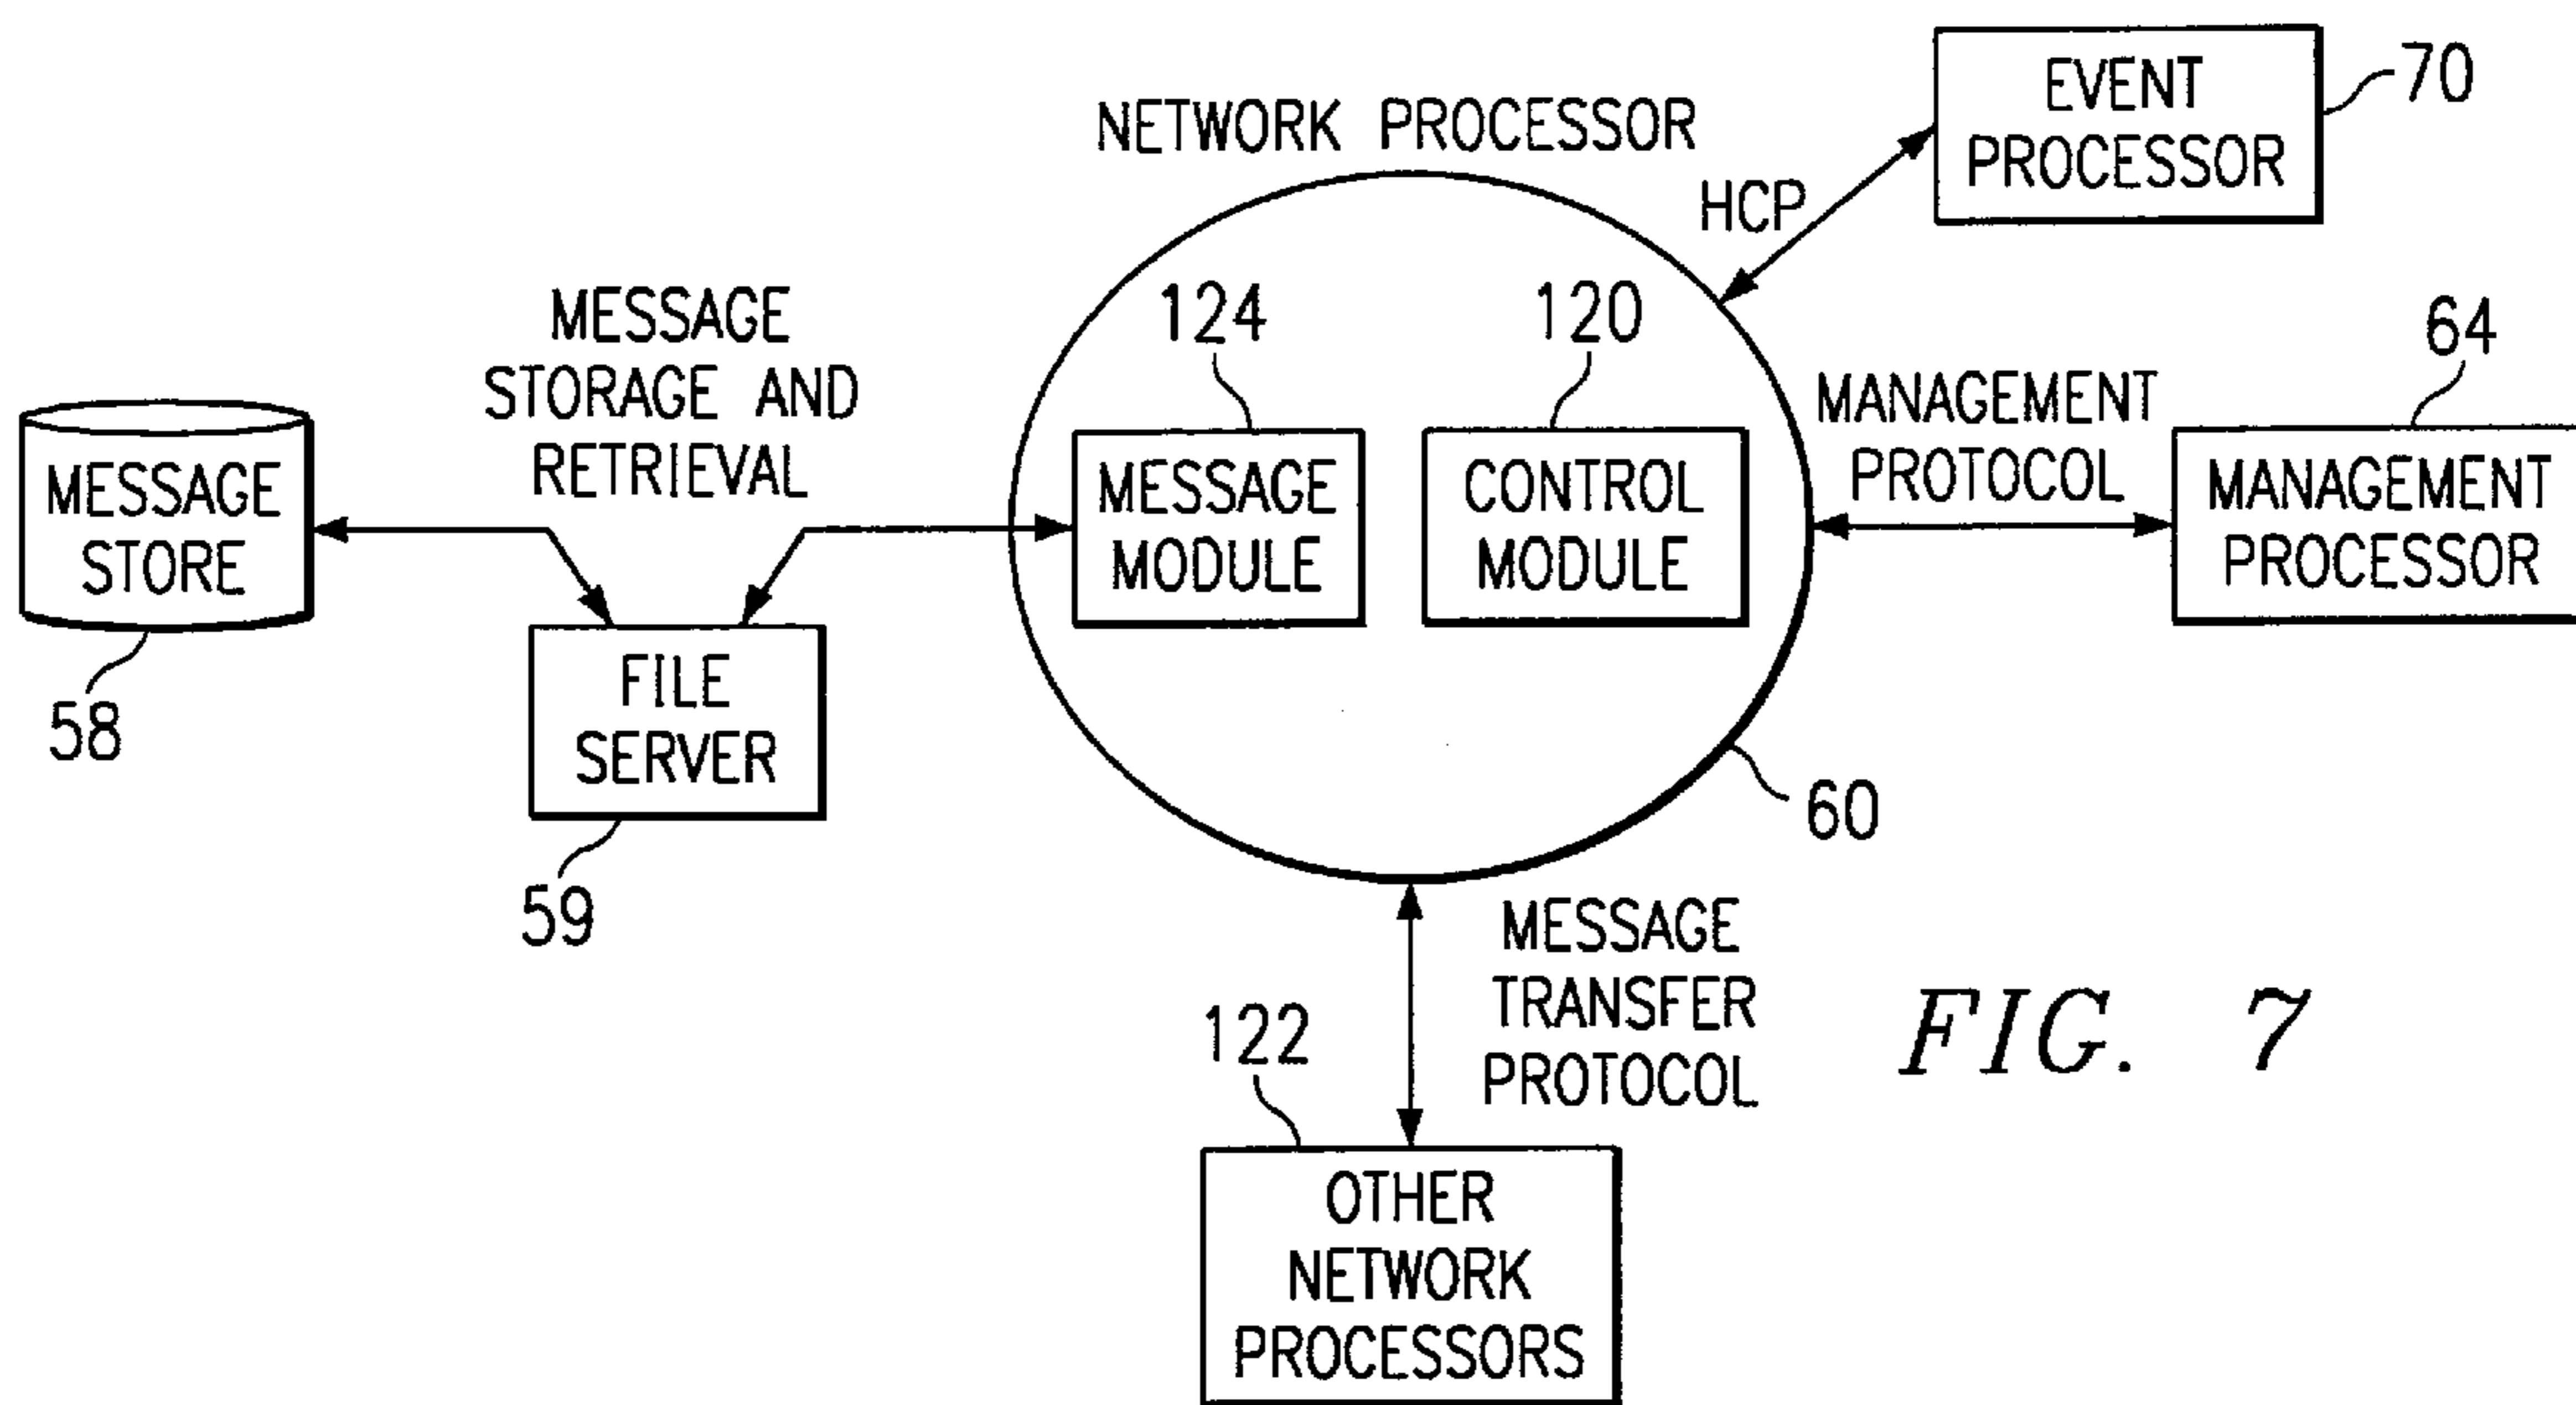 NETWORK PROCESSOR
HCP
EVENT
PROCESSOR
70
MESSAGE
STORAGE AND
RETRIEVAL
124
120
MANAGEMENT
PROTOCOL
64
MESSAGE
STORE
58
MESSAGE
MODULE
CONTROL
MODULE
MANAGEMENT
PROCESSOR
FILE
SERVER
59
60
MESSAGE
TRANSFER
PROTOCOL
122
OTHER
NETWORK
PROCESSORS
FIG. 7